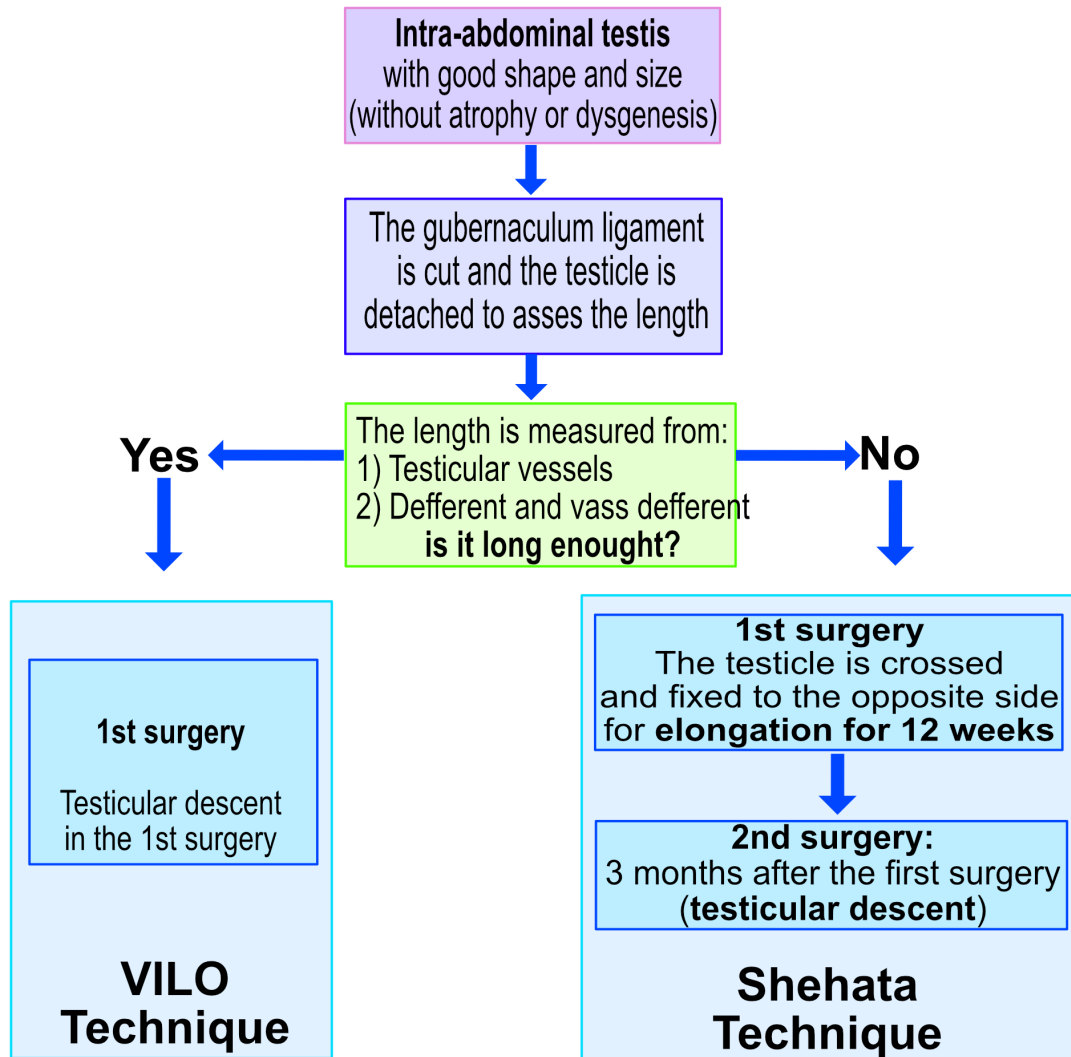 Intra-abdominal testis
with good shape and size
(without atrophy or dysgenesis)
The gubernaculum ligament
is cut and the testicle is
detached to asses the length
The length is measured from:
1) Testicular vessels
2) Defferent and vass defferent
is it long enought?
Yes
No
1st surgery
Testicular descent
in the 1st surgery
VILO
Technique
1st surgery
The testicle is crossed
and fixed to the opposite side
for elongation for 12 weeks
2nd surgery:
3 months after the first surgery
(testicular descent)
Shehata
Technique